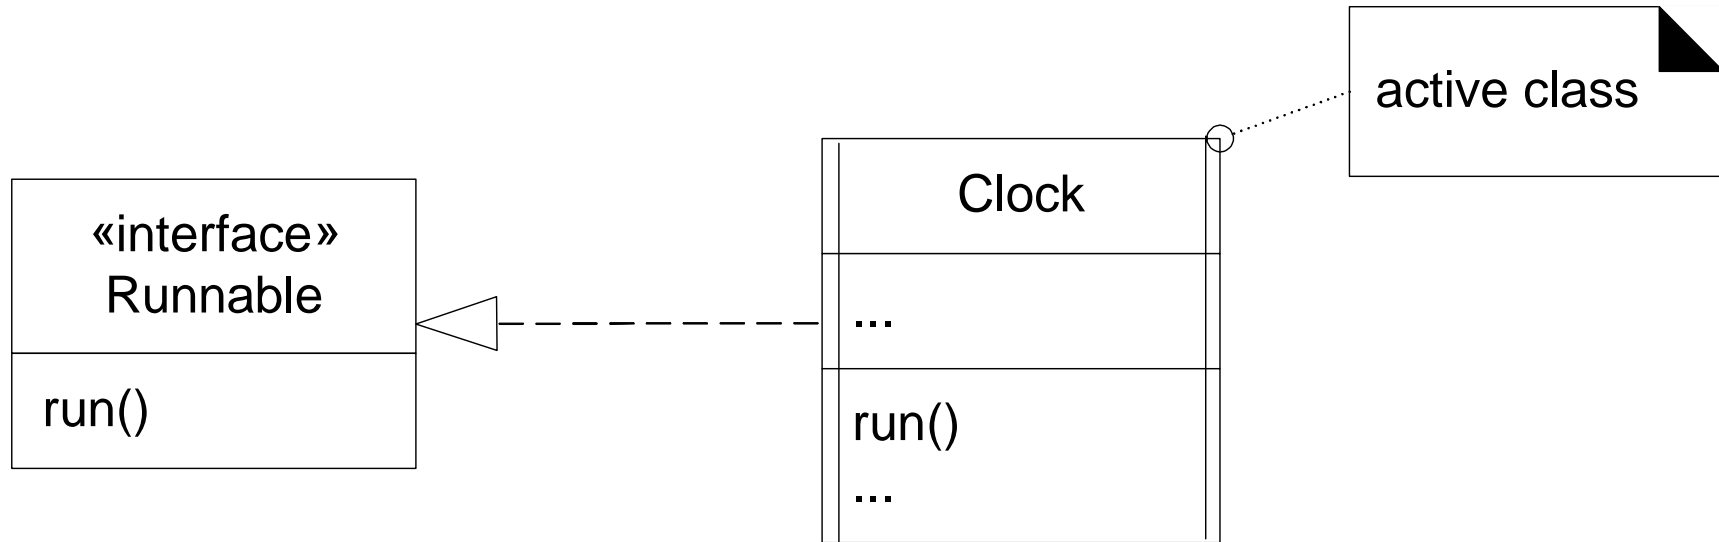 «interface»
Runnable
run()
Clock
...
run()
...
active class